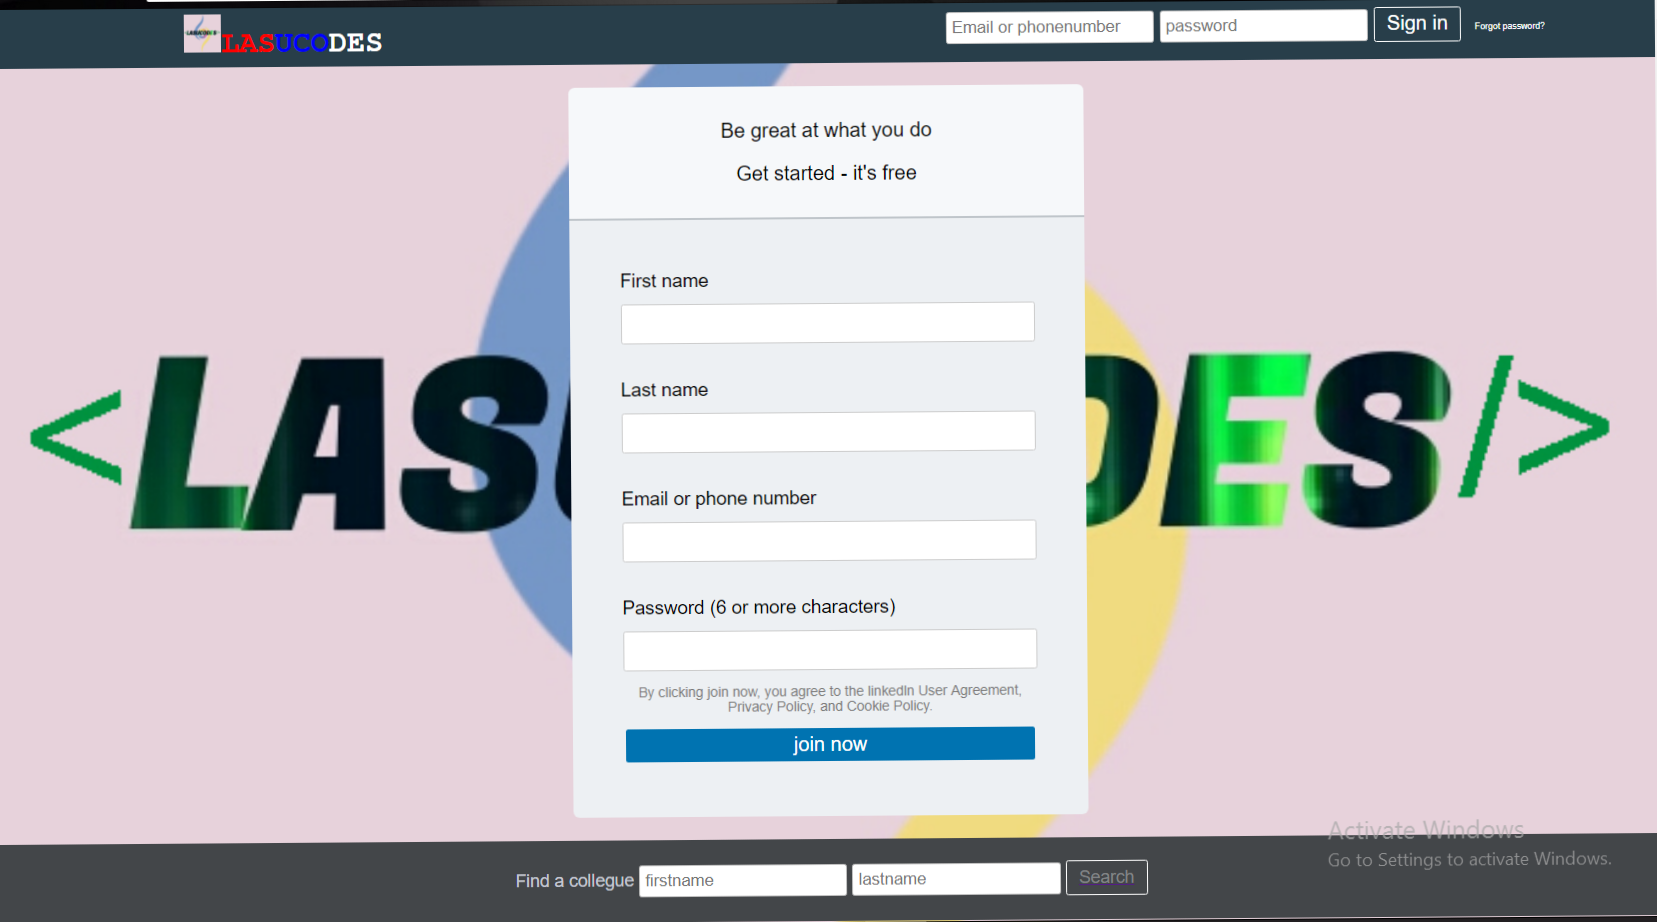 LASUCODES
Email or phonenumber password Sign in Forgot password?
Be great at what you do
Get started - it's free
First name
<LASU DES/>
Last name
Email or phone number
Password (6 or more characters)
By clicking join now, you agree to the linkedIn User Agreement,
Privacy Policy, and Cookie Policy.
join now
Activate Windows
Go to Settings to activate Windows.
Find a collegue firstname lastname Search